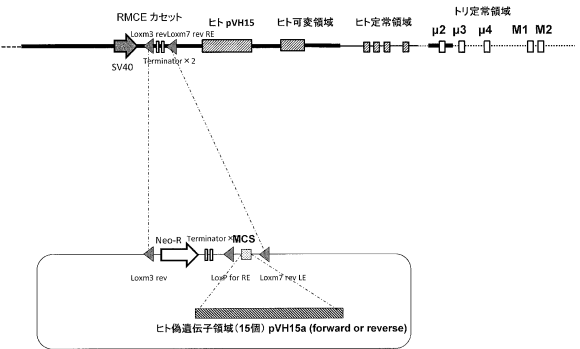 RMCE カセット
ヒト pVH15
ヒト可変領域
ヒト定常領域
トリ定常領域
Loxm3 rev
Loxm7 rev RE
μ2
μ3
μ4
M1
M2
SV40
Terminator×2
Neo-R
Terminator×
MCS
Loxm3 rev
LoxP for RE
Loxm7 rev LE
ヒト偽遺伝子領域(15個) pVH15a (forward or reverse)